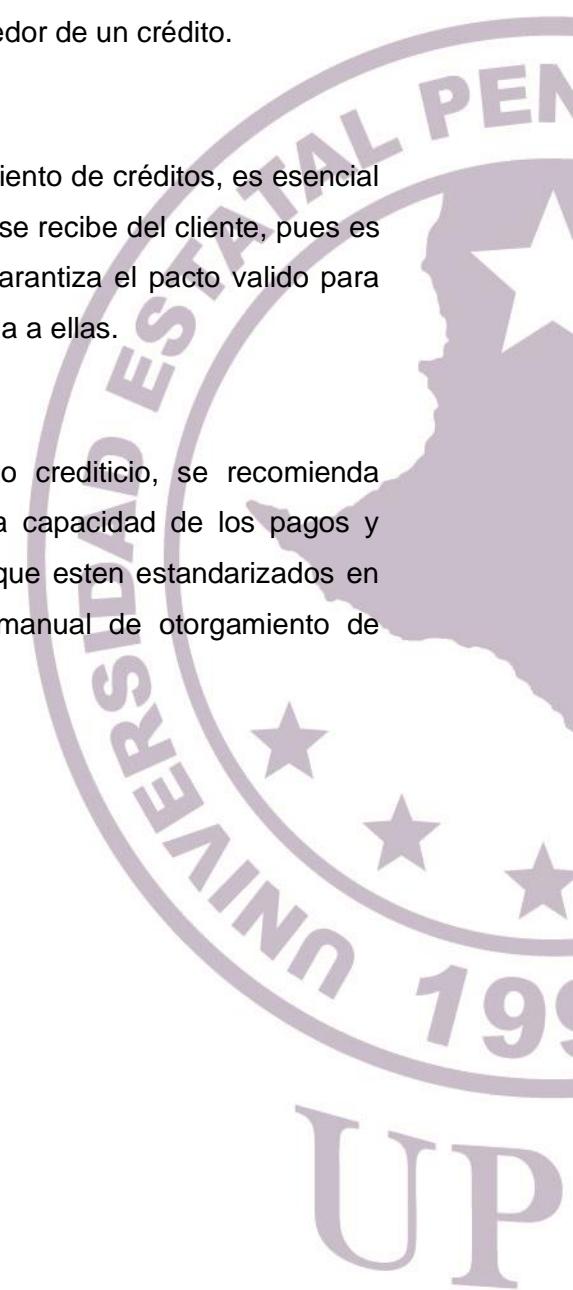 edor de un crédito.
iento de créditos, es esencial
se recibe del cliente, pues es
arantiza el pacto valido para
a a ellas.
o crediticio, se recomienda
a capacidad de los pagos y
que esten estandarizados en
manual de otorgamiento de
UNIVERSIDAD ESTATAL PEN
199
UP